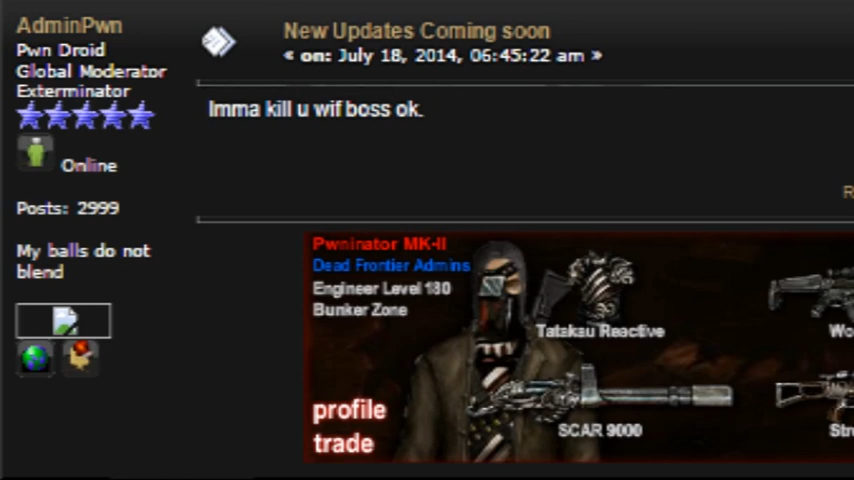 AdminPwn
Pwn Droid
Global Moderator
Exterminator
Online
Posts: 2999
My balls do not
blend
New Updates Coming soon
« on: July 18, 2014, 06:45:22 am »
Imma kill u wif boss ok.
R
Pwninator MK-II
Dead Frontier Admins
Engineer Level 180
Bunker Zone
Tatakau Reactive
Wo
SCAR 9000
Str
profile
trade